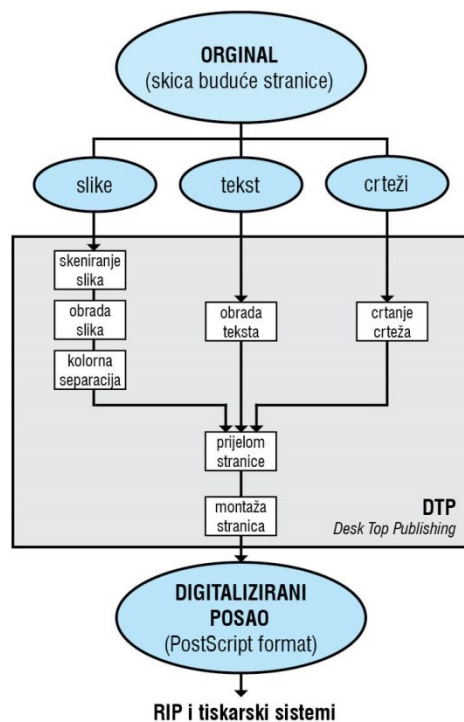 ORGINAL
(skica buduće stranice)
slike
tekst
crteži
skeniranje
slika
obrada
slika
kolorna
separacija
obrada
teksta
crtanje
crteža
prijelom
stranice
montaža
stranica
DTP
Desk Top Publishing
DIGITALIZIRANI
POSAO
(PostScript format)
RIP i tiskarski sistemi